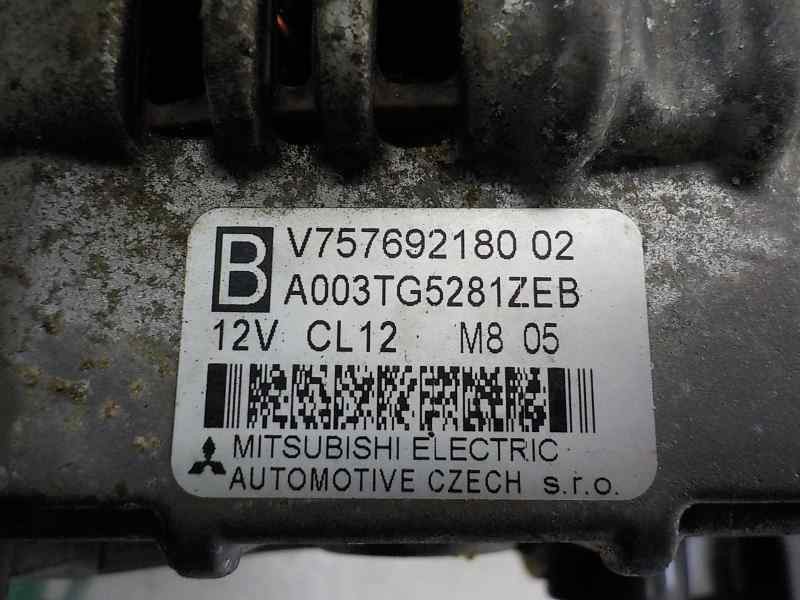 B V757692180 02
A003TG5281ZEB
12V CL12 M8 05
MITSUBISHI ELECTRIC
AUTOMOTIVE CZECH s.r.o.